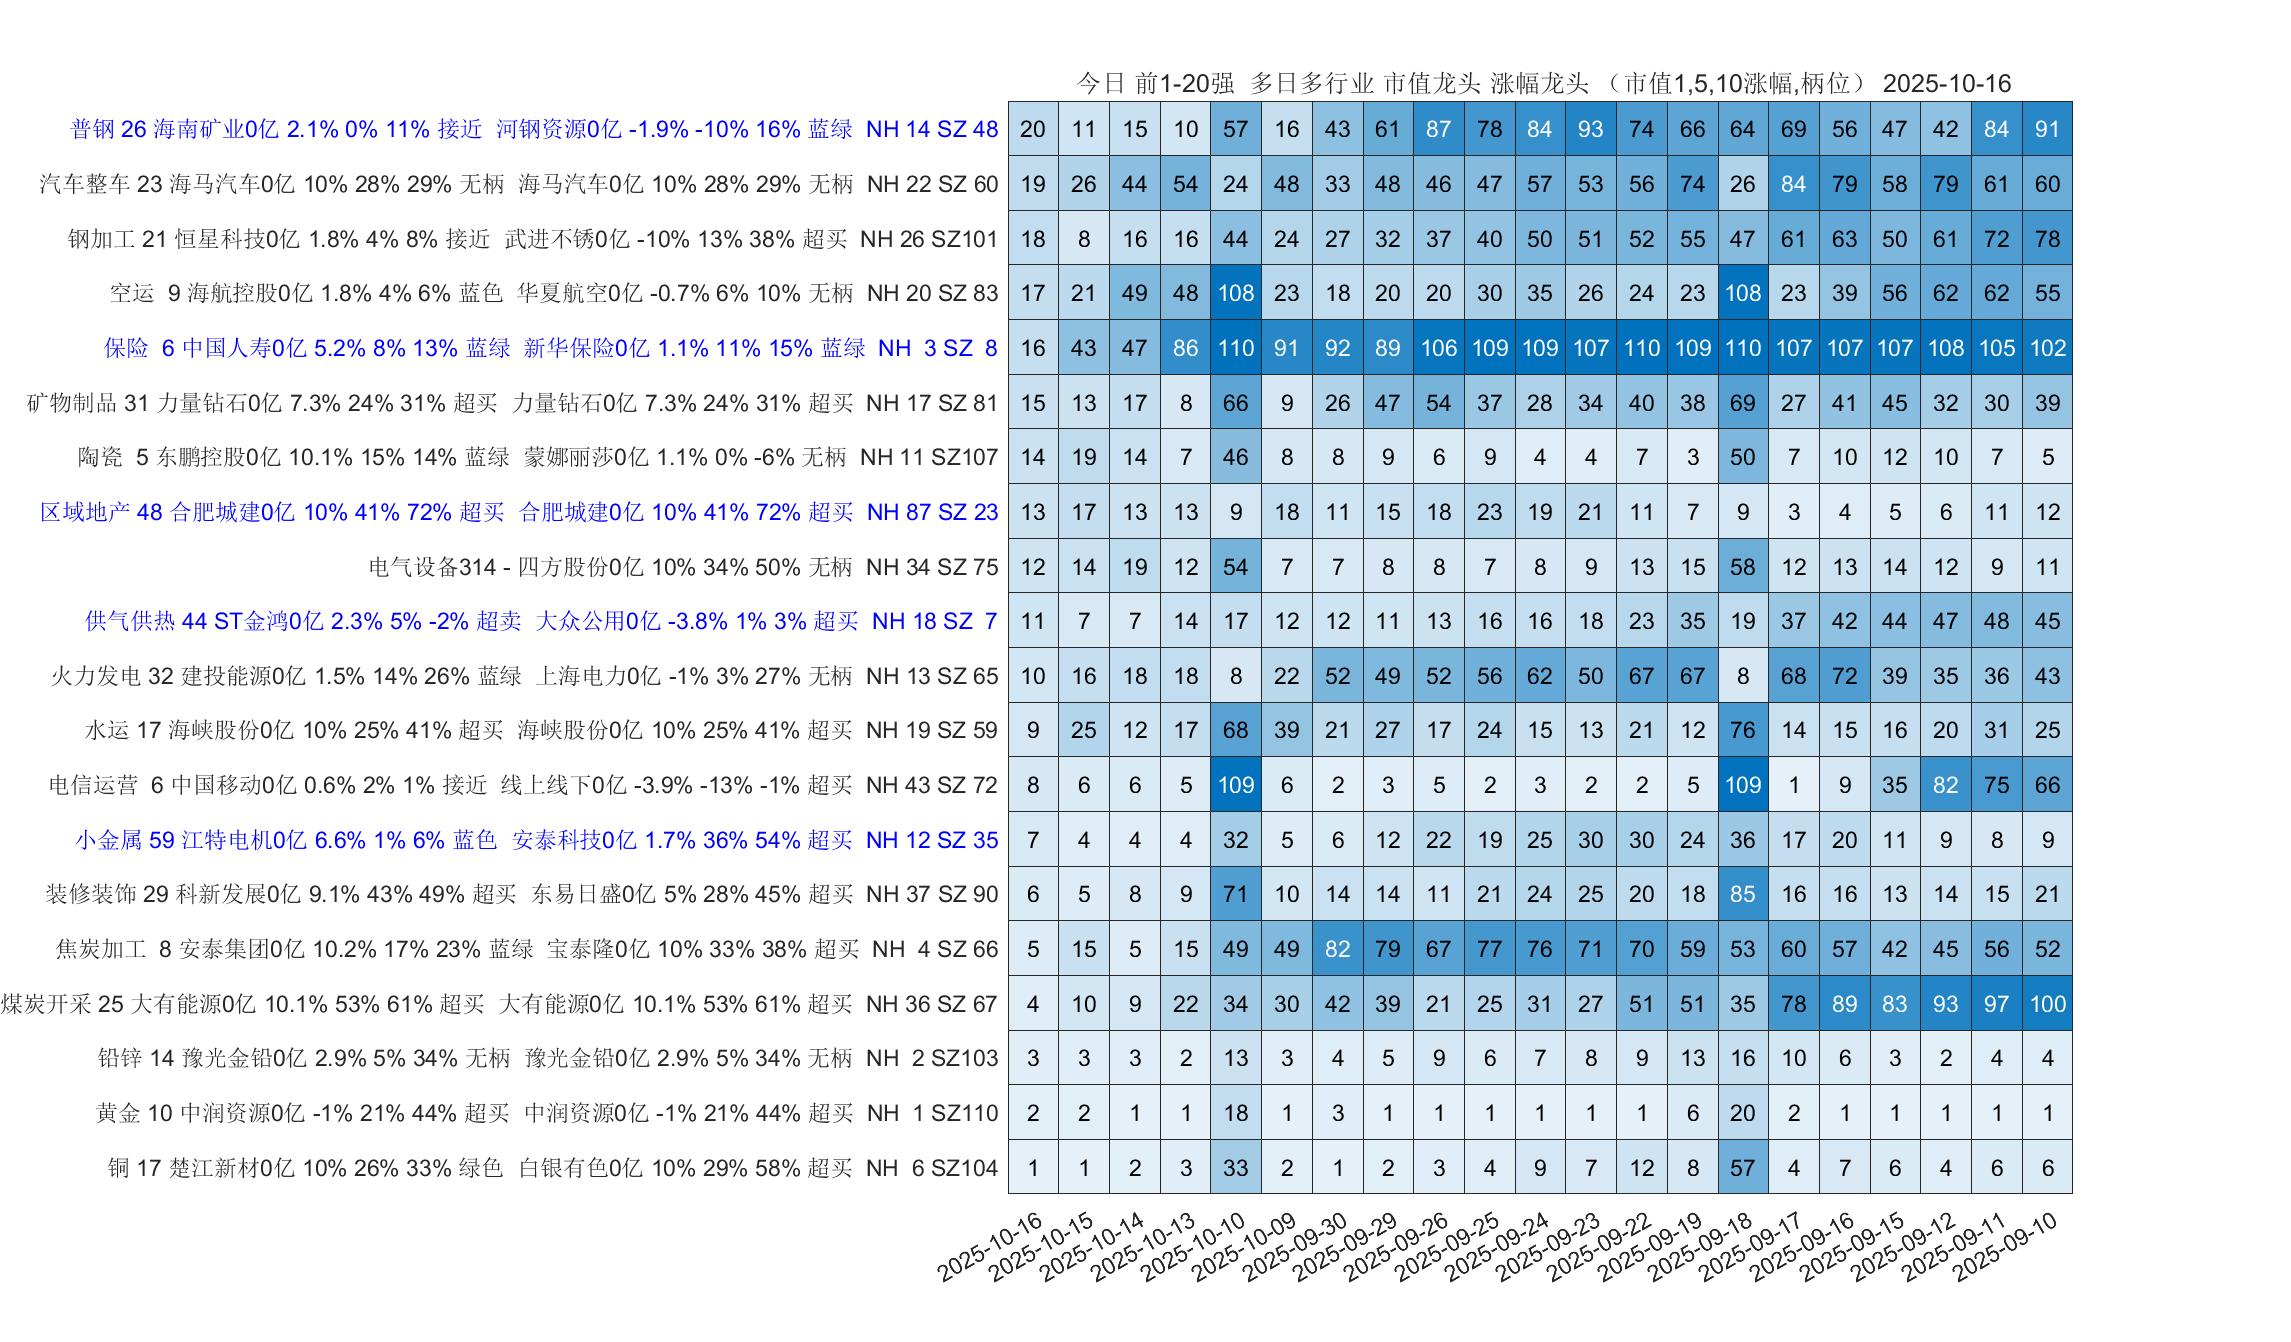 今日 前1-20强  多日多行业 市值龙头 涨幅龙头 （市值1,5,10涨幅,柄位） 2025-10-16
普钢 26 海南矿业0亿 2.1% 0% 11% 接近  河钢资源0亿 -1.9% -10% 16% 蓝绿  NH 14 SZ 48 20 11 15 10 57 16 43 61 87 78 84 93 74 66 64 69 56 47 42 84 91
汽车整车 23 海马汽车0亿 10% 28% 29% 无柄  海马汽车0亿 10% 28% 29% 无柄  NH 22 SZ 60 19 26 44 54 24 48 33 48 46 47 57 53 56 74 26 84 79 58 79 61 60
钢加工 21 恒星科技0亿 1.8% 4% 8% 接近  武进不锈0亿 -10% 13% 38% 超买  NH 26 SZ101 18 8 16 16 44 24 27 32 37 40 50 51 52 55 47 61 63 50 61 72 78
空运  9 海航控股0亿 1.8% 4% 6% 蓝色  华夏航空0亿 -0.7% 6% 10% 无柄  NH 20 SZ 83 17 21 49 48 108 23 18 20 20 30 35 26 24 23 108 23 39 56 62 62 55
保险  6 中国人寿0亿 5.2% 8% 13% 蓝绿  新华保险0亿 1.1% 11% 15% 蓝绿  NH  3 SZ  8 16 43 47 86 110 91 92 89 106 109 109 107 110 109 110 107 107 107 108 105 102
矿物制品 31 力量钻石0亿 7.3% 24% 31% 超买  力量钻石0亿 7.3% 24% 31% 超买  NH 17 SZ 81 15 13 17 8 66 9 26 47 54 37 28 34 40 38 69 27 41 45 32 30 39
陶瓷  5 东鹏控股0亿 10.1% 15% 14% 蓝绿  蒙娜丽莎0亿 1.1% 0% -6% 无柄  NH 11 SZ107 14 19 14 7 46 8 8 9 6 9 4 4 7 3 50 7 10 12 10 7 5
区域地产 48 合肥城建0亿 10% 41% 72% 超买  合肥城建0亿 10% 41% 72% 超买  NH 87 SZ 23 13 17 13 13 9 18 11 15 18 23 19 21 11 7 9 3 4 5 6 11 12
电气设备314 - 四方股份0亿 10% 34% 50% 无柄  NH 34 SZ 75 12 14 19 12 54 7 7 8 8 7 8 9 13 15 58 12 13 14 12 9 11
供气供热 44 ST金鸿0亿 2.3% 5% -2% 超卖  大众公用0亿 -3.8% 1% 3% 超买  NH 18 SZ  7 11 7 7 14 17 12 12 11 13 16 16 18 23 35 19 37 42 44 47 48 45
火力发电 32 建投能源0亿 1.5% 14% 26% 蓝绿  上海电力0亿 -1% 3% 27% 无柄  NH 13 SZ 65 10 16 18 18 8 22 52 49 52 56 62 50 67 67 8 68 72 39 35 36 43
水运 17 海峡股份0亿 10% 25% 41% 超买  海峡股份0亿 10% 25% 41% 超买  NH 19 SZ 59 9 25 12 17 68 39 21 27 17 24 15 13 21 12 76 14 15 16 20 31 25
电信运营  6 中国移动0亿 0.6% 2% 1% 接近  线上线下0亿 -3.9% -13% -1% 超买  NH 43 SZ 72 8 6 6 5 109 6 2 3 5 2 3 2 2 5 109 1 9 35 82 75 66
小金属 59 江特电机0亿 6.6% 1% 6% 蓝色  安泰科技0亿 1.7% 36% 54% 超买  NH 12 SZ 35 7 4 4 4 32 5 6 12 22 19 25 30 30 24 36 17 20 11 9 8 9
装修装饰 29 科新发展0亿 9.1% 43% 49% 超买  东易日盛0亿 5% 28% 45% 超买  NH 37 SZ 90 6 5 8 9 71 10 14 14 11 21 24 25 20 18 85 16 16 13 14 15 21
焦炭加工  8 安泰集团0亿 10.2% 17% 23% 蓝绿  宝泰隆0亿 10% 33% 38% 超买  NH  4 SZ 66 5 15 5 15 49 49 82 79 67 77 76 71 70 59 53 60 57 42 45 56 52
煤炭开采 25 大有能源0亿 10.1% 53% 61% 超买  大有能源0亿 10.1% 53% 61% 超买  NH 36 SZ 67 4 10 9 22 34 30 42 39 21 25 31 27 51 51 35 78 89 83 93 97 100
铅锌 14 豫光金铅0亿 2.9% 5% 34% 无柄  豫光金铅0亿 2.9% 5% 34% 无柄  NH  2 SZ103 3 3 3 2 13 3 4 5 9 6 7 8 9 13 16 10 6 3 2 4 4
黄金 10 中润资源0亿 -1% 21% 44% 超买  中润资源0亿 -1% 21% 44% 超买  NH  1 SZ110 2 2 1 1 18 1 3 1 1 1 1 1 1 6 20 2 1 1 1 1 1
铜 17 楚江新材0亿 10% 26% 33% 绿色  白银有色0亿 10% 29% 58% 超买  NH  6 SZ104 1 1 2 3 33 2 1 2 3 4 9 7 12 8 57 4 7 6 4 6 6
2025-10-16 2025-10-15 2025-10-14 2025-10-13 2025-10-10 2025-10-09 2025-09-30 2025-09-29 2025-09-26 2025-09-25 2025-09-24 2025-09-23 2025-09-22 2025-09-19 2025-09-18 2025-09-17 2025-09-16 2025-09-15 2025-09-12 2025-09-11 2025-09-10